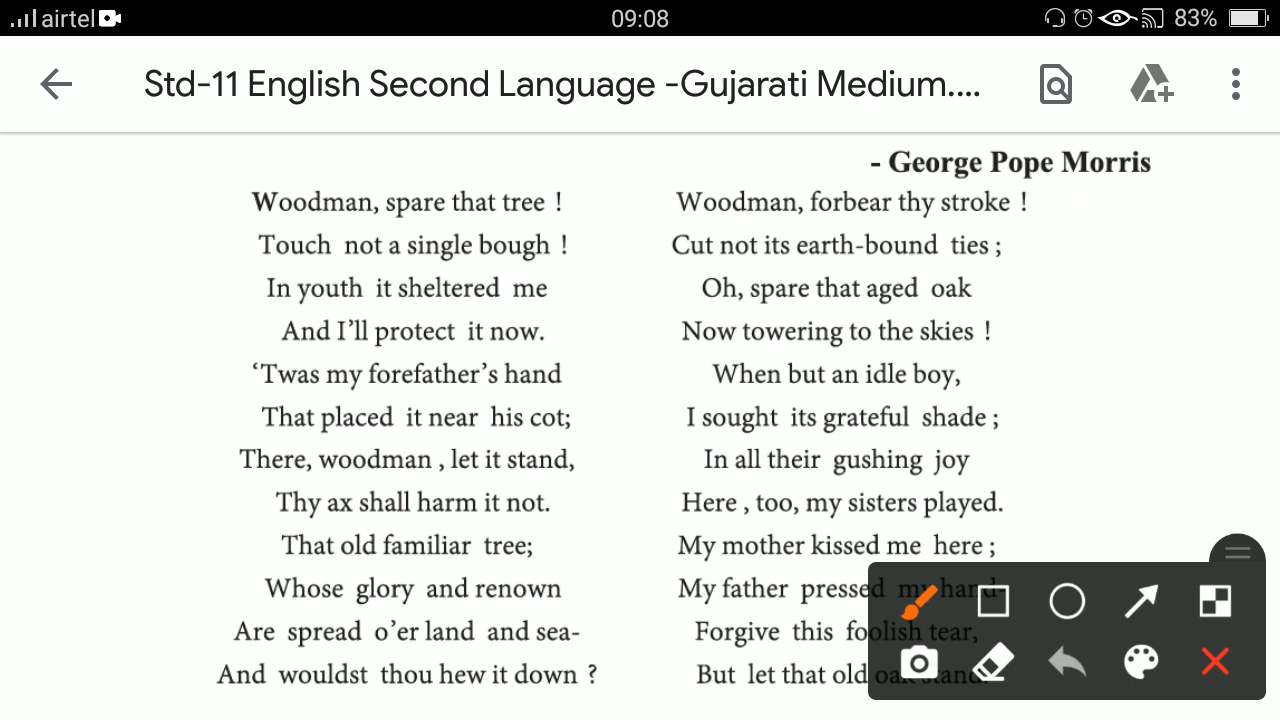 airtel
09:08
83%
Std-11 English Second Language -Gujarati Medium....
- George Pope Morris
Woodman, spare that tree !
Touch not a single bough !
In youth it sheltered me
And I'll protect it now.
'Twas my forefather's hand
That placed it near his cot;
There, woodman , let it stand,
Thy ax shall harm it not.
That old familiar tree;
Whose glory and renown
Are spread o'er land and sea-
And wouldst thou hew it down ?
Woodman, forbear thy stroke !
Cut not its earth-bound ties ;
Oh, spare that aged oak
Now towering to the skies !
When but an idle boy,
I sought its grateful shade ;
In all their gushing joy
Here , too, my sisters played.
My mother kissed me here ;
My father pressed my hand-
Forgive this foolish tear,
But let that old oak stand.